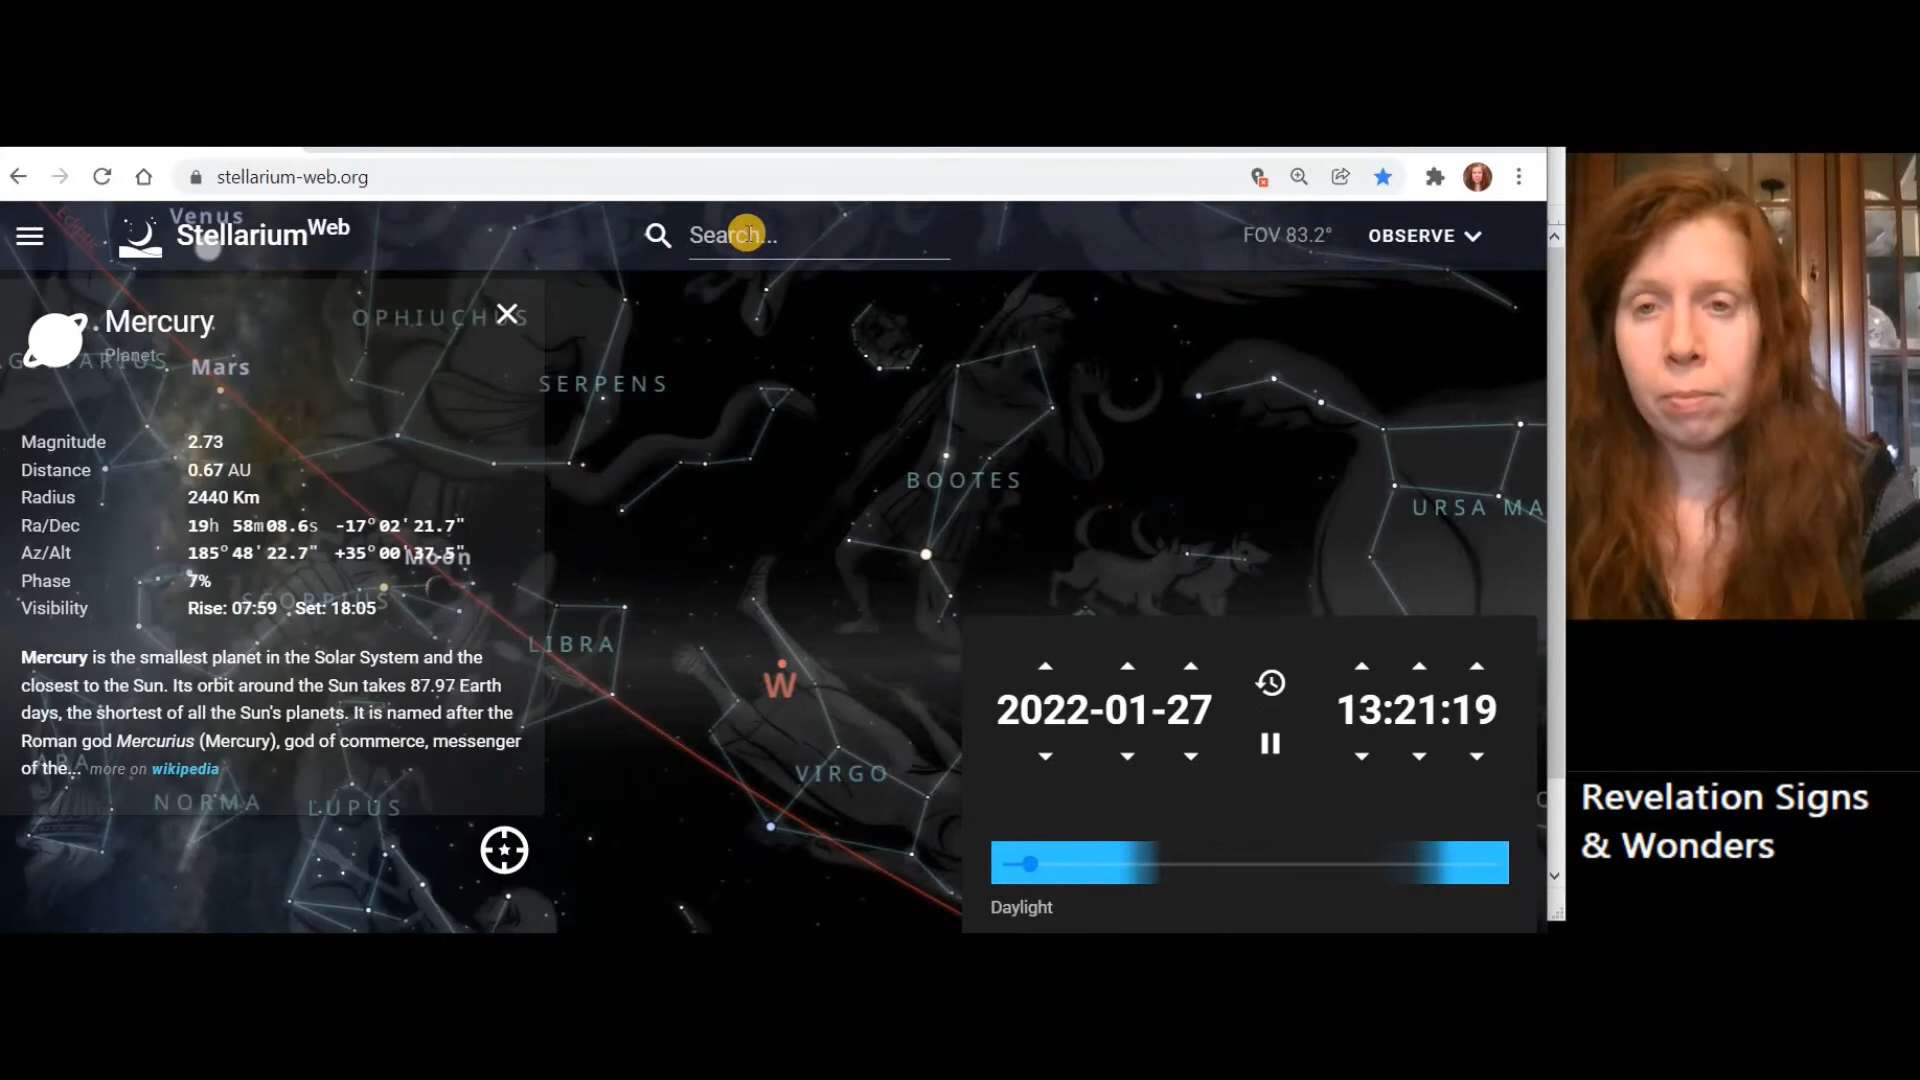 stellarium-web.org
Ecliptic
Venus
StellariumWeb
Search...
FOV 83.2°
OBSERVE
Mercury
Planet
Mars
OPHIUCHUS
SERPENS
BOOTES
URSA MA
Magnitude 2.73
Distance 0.67 AU
Radius 2440 Km
Ra/Dec 19h 58m08.6s -17°02'21.7"
Az/Alt 185°48'22.7" +35°00'37.5"
Moon
Phase 7%
SCORPIUS
Visibility Rise: 07:59 Set: 18:05
LIBRA
Mercury is the smallest planet in the Solar System and the
closest to the Sun. Its orbit around the Sun takes 87.97 Earth
days, the shortest of all the Sun's planets. It is named after the
Roman god Mercurius (Mercury), god of commerce, messenger
of the... more on wikipedia
W
VIRGO
NORMA
LUPUS
2022-01-27
13:21:19
Daylight
Revelation Signs
& Wonders